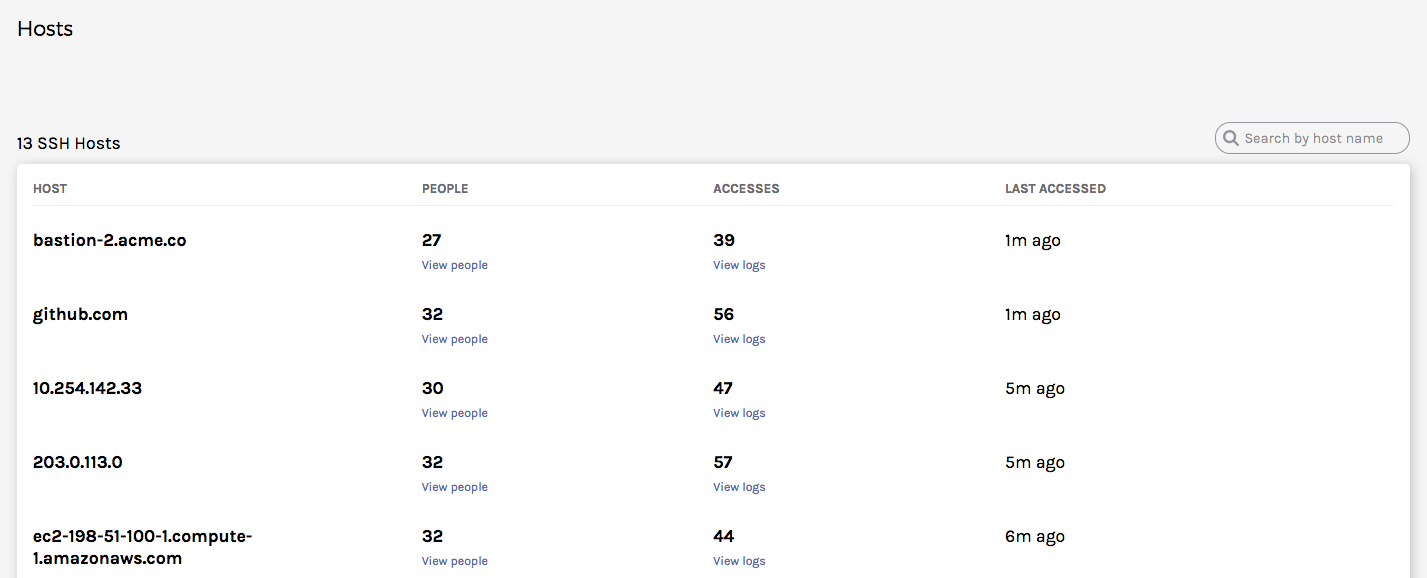 Hosts
13 SSH Hosts
Search by host name
HOST PEOPLE ACCESSES LAST ACCESSED
bastion-2.acme.co 27 39 1m ago
View people View logs
github.com 32 56 1m ago
View people View logs
10.254.142.33 30 47 5m ago
View people View logs
203.0.113.0 32 57 5m ago
View people View logs
ec2-198-51-100-1.compute- 32 44 6m ago
1.amazonaws.com View people View logs